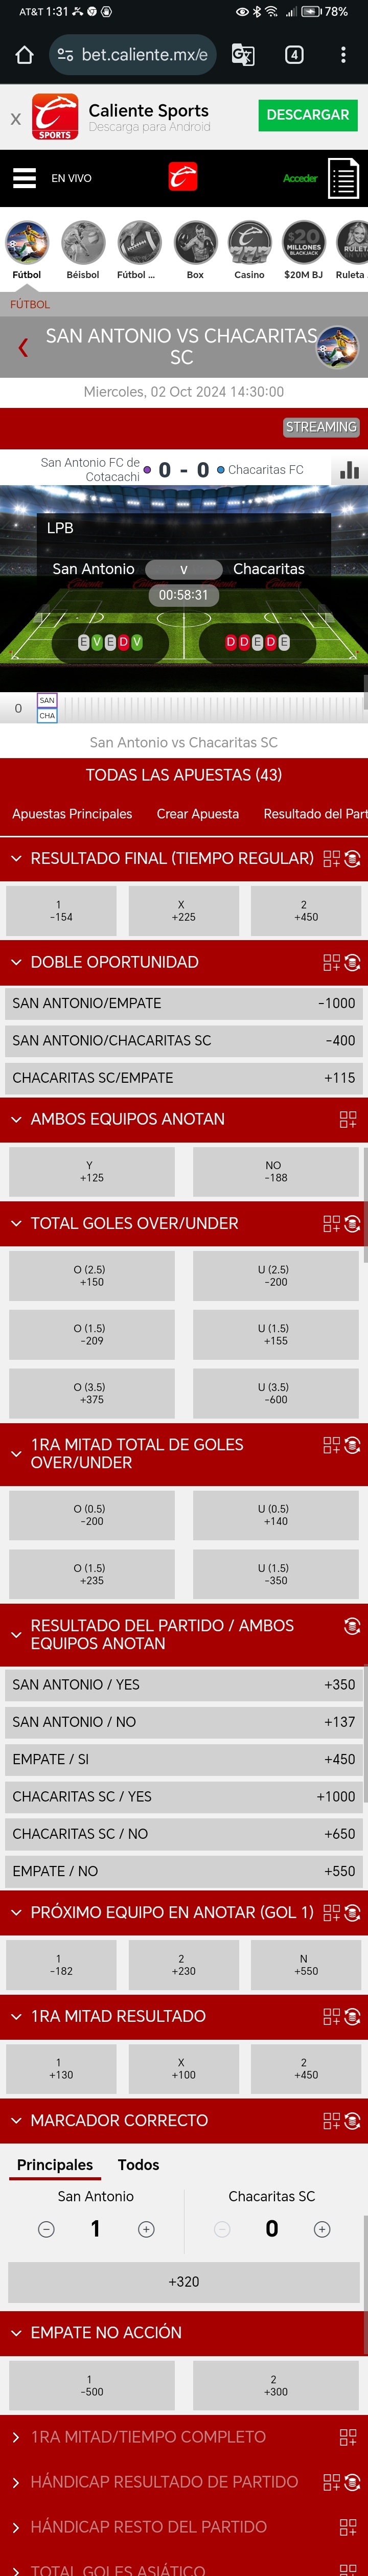 AT&T 1:31
78%
bet.caliente.mx/e
4
X
SPORTS
Caliente Sports
Descarga para Android
DESCARGAR
EN VIVO
Acceder
Fútbol
Béisbol
Fútbol ...
Box
Casino
$20M BJ
Ruleta
FÚTBOL
SAN ANTONIO VS CHACARITAS
SC
Miercoles, 02 Oct 2024 14:30:00
STREAMING
San Antonio FC de
Cotacachi
0 - 0
Chacaritas FC
LPB
San Antonio
v
Chacaritas
00:58:31
E V E D V
D D E D E
0
SAN
CHA
San Antonio vs Chacaritas SC
TODAS LAS APUESTAS (43)
Apuestas Principales
Crear Apuesta
Resultado del Part
RESULTADO FINAL (TIEMPO REGULAR)
1
-154
X
+225
2
+450
DOBLE OPORTUNIDAD
SAN ANTONIO/EMPATE -1000
SAN ANTONIO/CHACARITAS SC -400
CHACARITAS SC/EMPATE +115
AMBOS EQUIPOS ANOTAN
Y
+125
NO
-188
TOTAL GOLES OVER/UNDER
O (2.5)
+150
U (2.5)
-200
O (1.5)
-209
U (1.5)
+155
O (3.5)
+375
U (3.5)
-600
1RA MITAD TOTAL DE GOLES
OVER/UNDER
O (0.5)
-200
U (0.5)
+140
O (1.5)
+235
U (1.5)
-350
RESULTADO DEL PARTIDO / AMBOS
EQUIPOS ANOTAN
SAN ANTONIO / YES +350
SAN ANTONIO / NO +137
EMPATE / SI +450
CHACARITAS SC / YES +1000
CHACARITAS SC / NO +650
EMPATE / NO +550
PRÓXIMO EQUIPO EN ANOTAR (GOL 1)
1
-182
2
+230
N
+550
1RA MITAD RESULTADO
1
+130
X
+100
2
+450
MARCADOR CORRECTO
Principales
Todos
San Antonio
Chacaritas SC
1
0
+320
EMPATE NO ACCIÓN
1
-500
2
+300
1RA MITAD/TIEMPO COMPLETO
HÁNDICAP RESULTADO DE PARTIDO
HÁNDICAP RESTO DEL PARTIDO
TOTAL GOLES ASIÁTICO